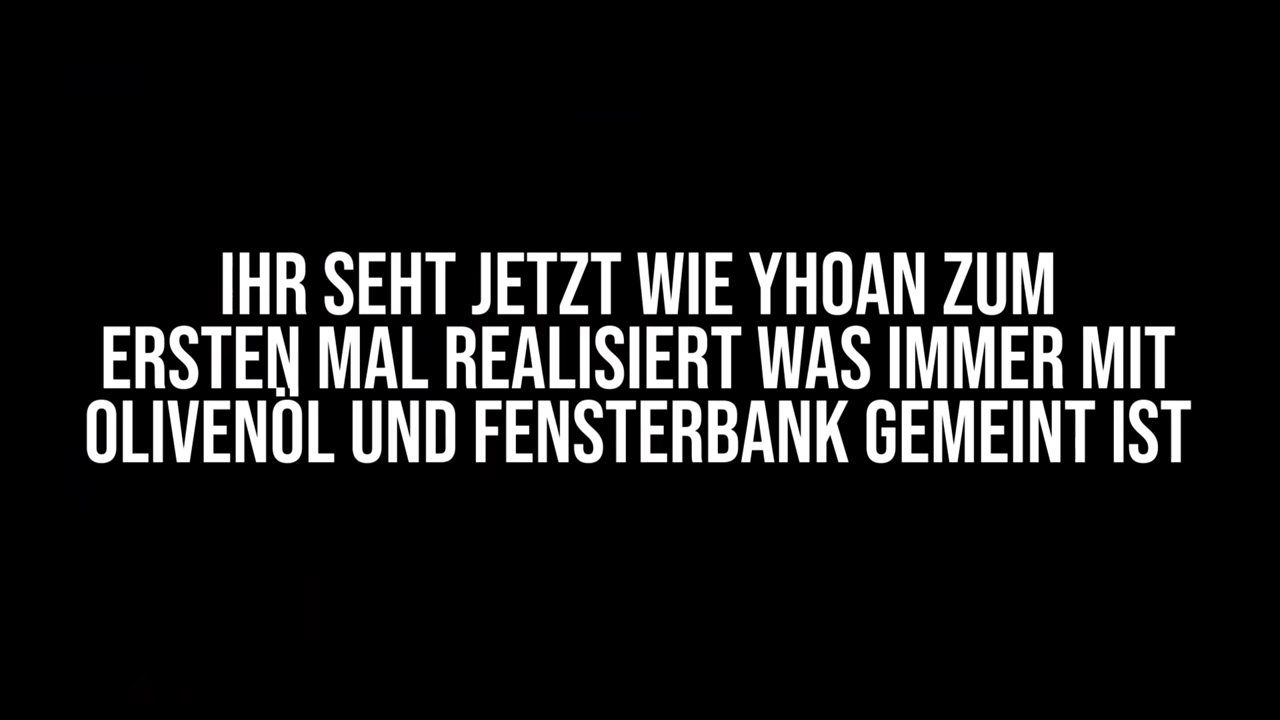 IHR SEHT JETZT WIE YHOAN ZUM
ERSTEN MAL REALISIERT WAS IMMER MIT
OLIVENÖL UND FENSTERBANK GEMEINT IST